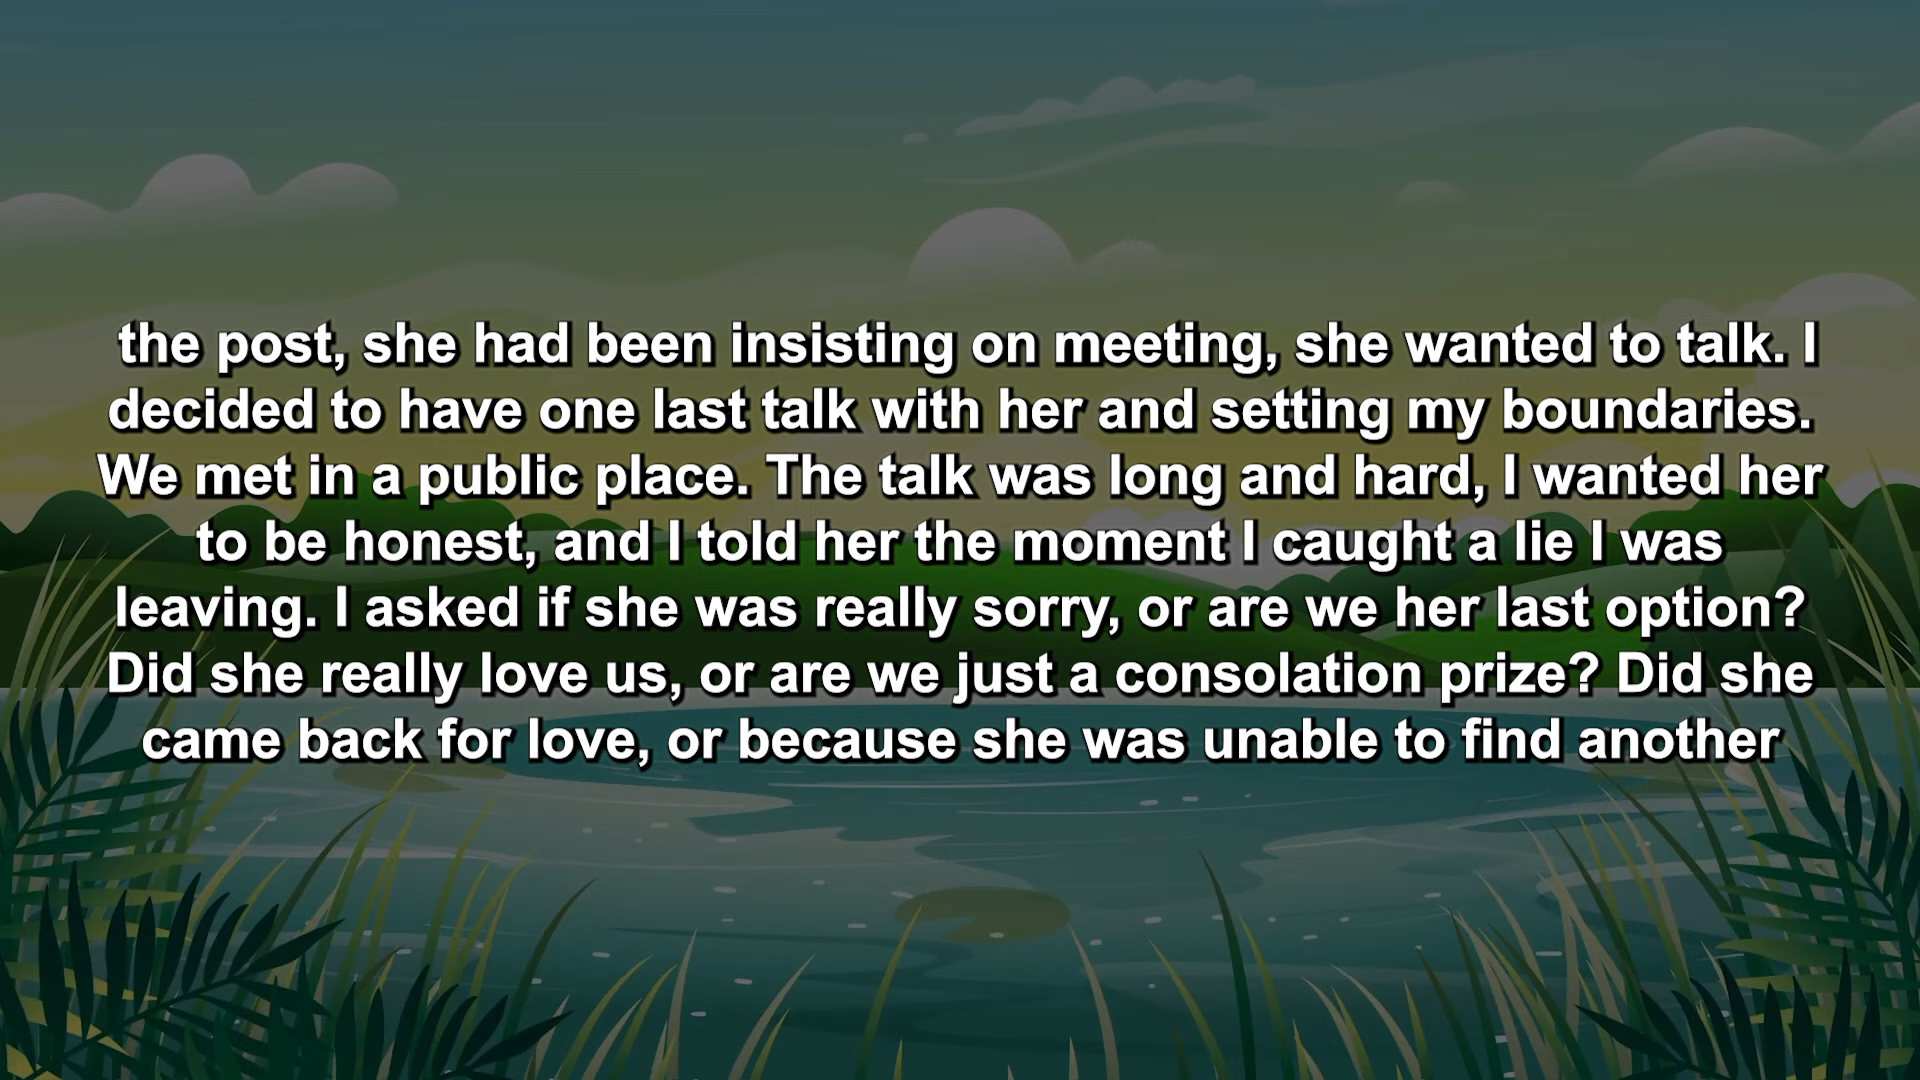 the post, she had been insisting on meeting, she wanted to talk. I
decided to have one last talk with her and setting my boundaries.
We met in a public place. The talk was long and hard, I wanted her
to be honest, and I told her the moment I caught a lie I was
leaving. I asked if she was really sorry, or are we her last option?
Did she really love us, or are we just a consolation prize? Did she
came back for love, or because she was unable to find another